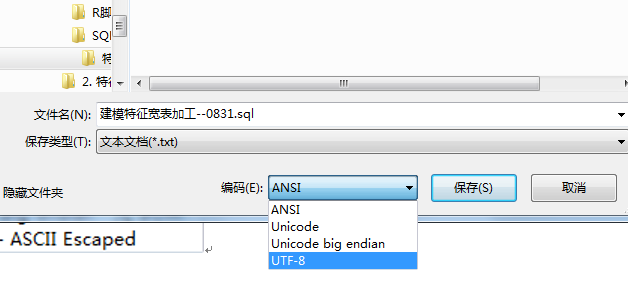 R脚
SQL
特
2. 特征
文件名(N):
建模特征宽表加工--0831.sql
保存类型(T):
文本文档(*.txt)
隐藏文件夹
编码(E):
ANSI
保存(S)
取消
ANSI
Unicode
Unicode big endian
UTF-8
- ASCII Escaped